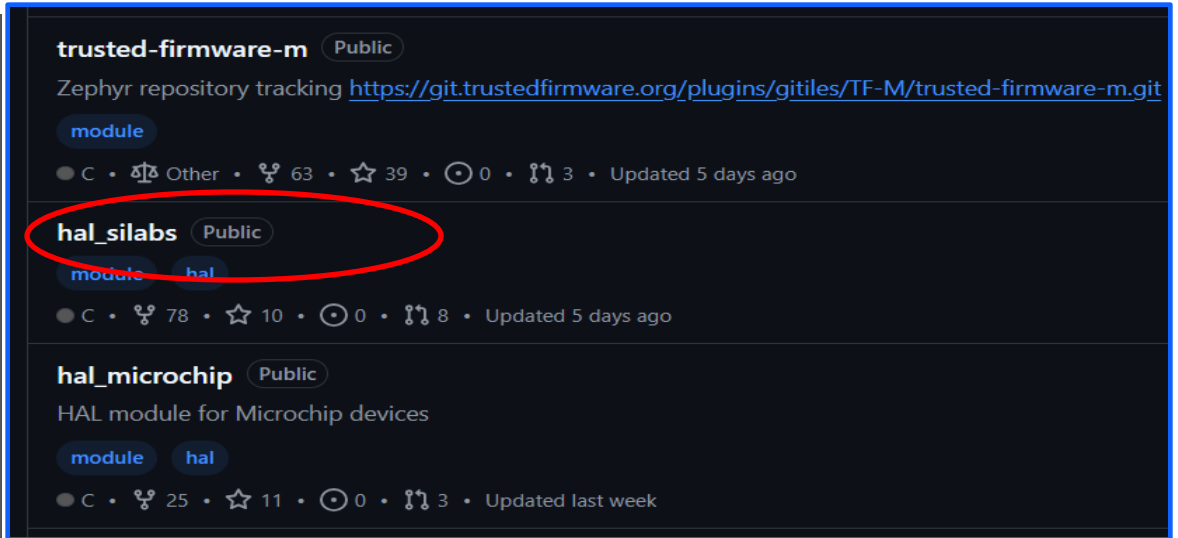 trusted-firmware-m Public
Zephyr repository tracking https://git.trustedfirmware.org/plugins/gitiles/TF-M/trusted-firmware-m.git
module
C • Other • 63 • 39 • 0 • 3 • Updated 5 days ago
hal_silabs Public
module hal
C • 78 • 10 • 0 • 8 • Updated 5 days ago
hal_microchip Public
HAL module for Microchip devices
module hal
C • 25 • 11 • 0 • 3 • Updated last week